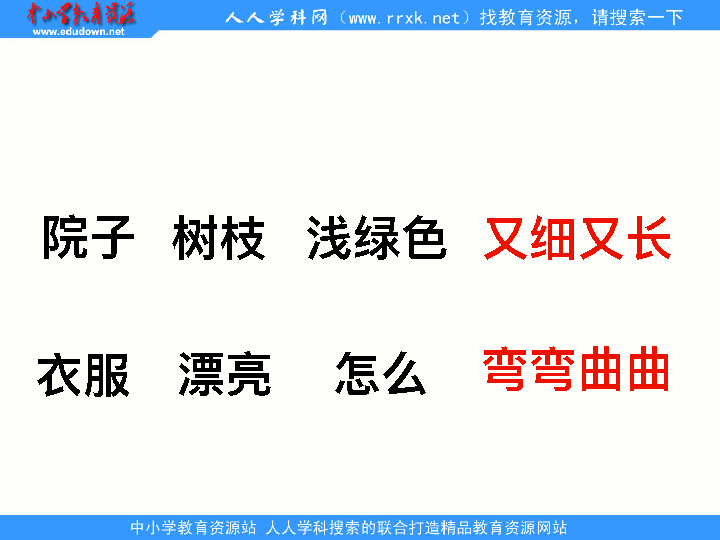 中小学教育资源
www.edudown.net
人人学科网（www.rrxk.net）找教育资源，请搜索一下
院子 树枝 浅绿色 又细又长
衣服 漂亮 怎么 弯弯曲曲
中小学教育资源站 人人学科搜索的联合打造精品教育资源网站